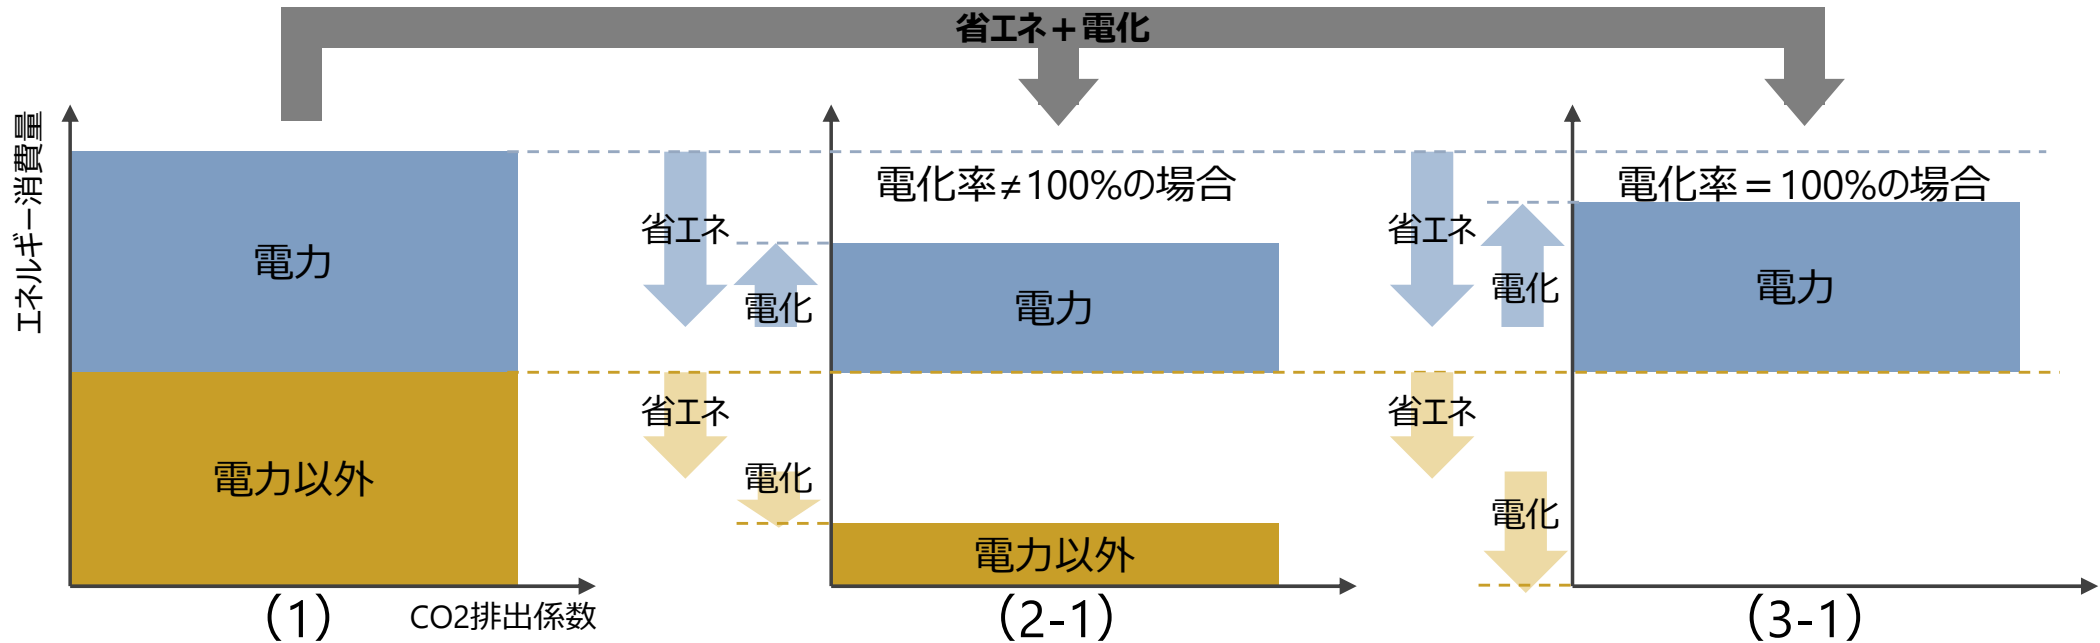 省エネ＋電化
エネルギー消費量
電力
電力以外
(1)
CO2排出係数
省エネ
電化
省エネ
電化
電化率≠100%の場合
電力
電力以外
(2-1)
省エネ
電化
省エネ
電化
電化率＝100%の場合
電力
(3-1)